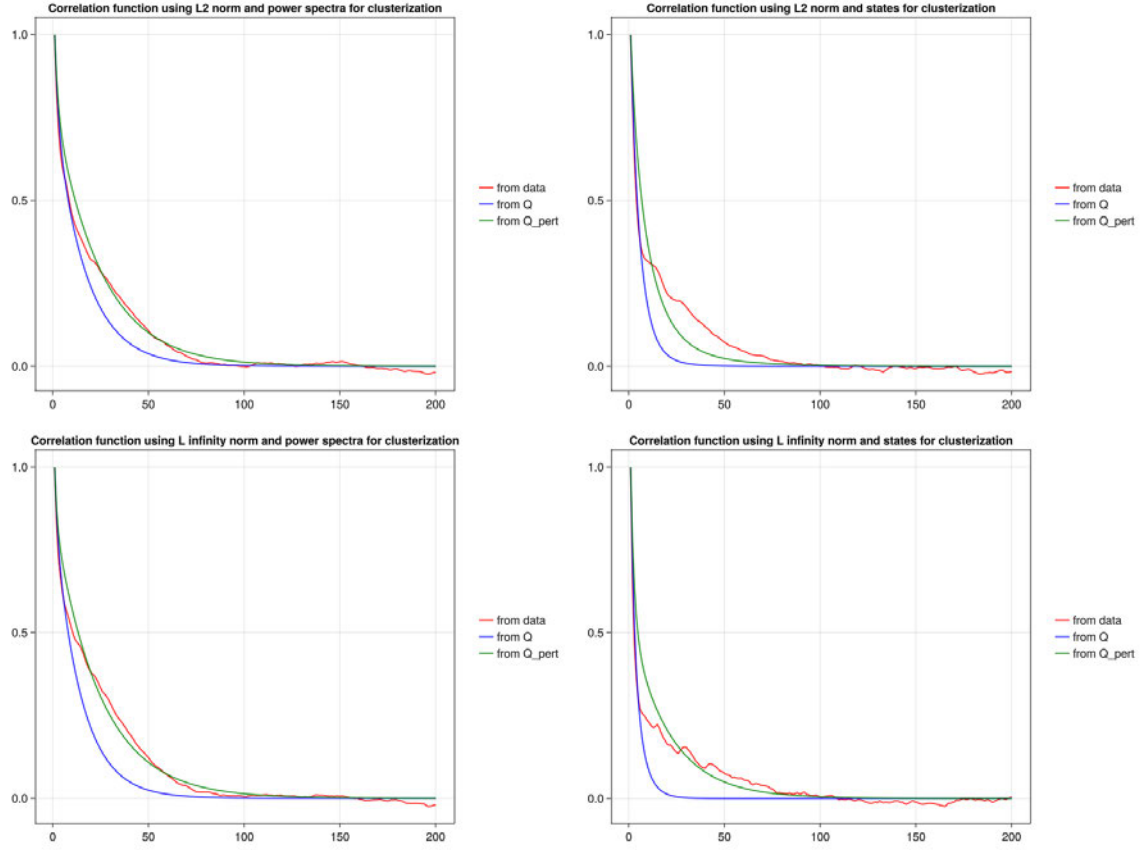 Correlation function using L2 norm and power spectra for clusterization
1.0
0.5
0.0
0 50 100 150 200
from data
from Q
from Q_pert
Correlation function using L2 norm and states for clusterization
1.0
0.5
0.0
0 50 100 150 200
from data
from Q
from Q_pert
Correlation function using L infinity norm and power spectra for clusterization
1.0
0.5
0.0
0 50 100 150 200
from data
from Q
from Q_pert
Correlation function using L infinity norm and states for clusterization
1.0
0.5
0.0
0 50 100 150 200
from data
from Q
from Q_pert